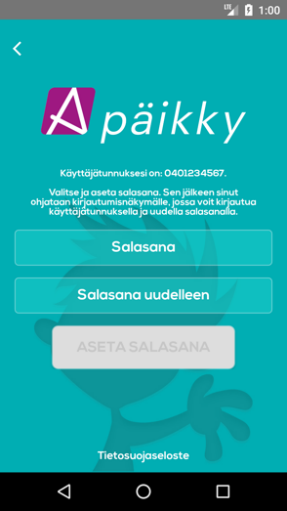 LTE 1:00
A päikky
Käyttäjätunnuksesi on: 0401234567.
Valitse ja aseta salasana. Sen jälkeen sinut
ohjataan kirjautumisnäkymälle, jossa voit kirjautua
käyttäjätunnuksella ja uudella salasanalla.
Salasana
Salasana uudelleen
ASETA SALASANA
Tietosuojaseloste